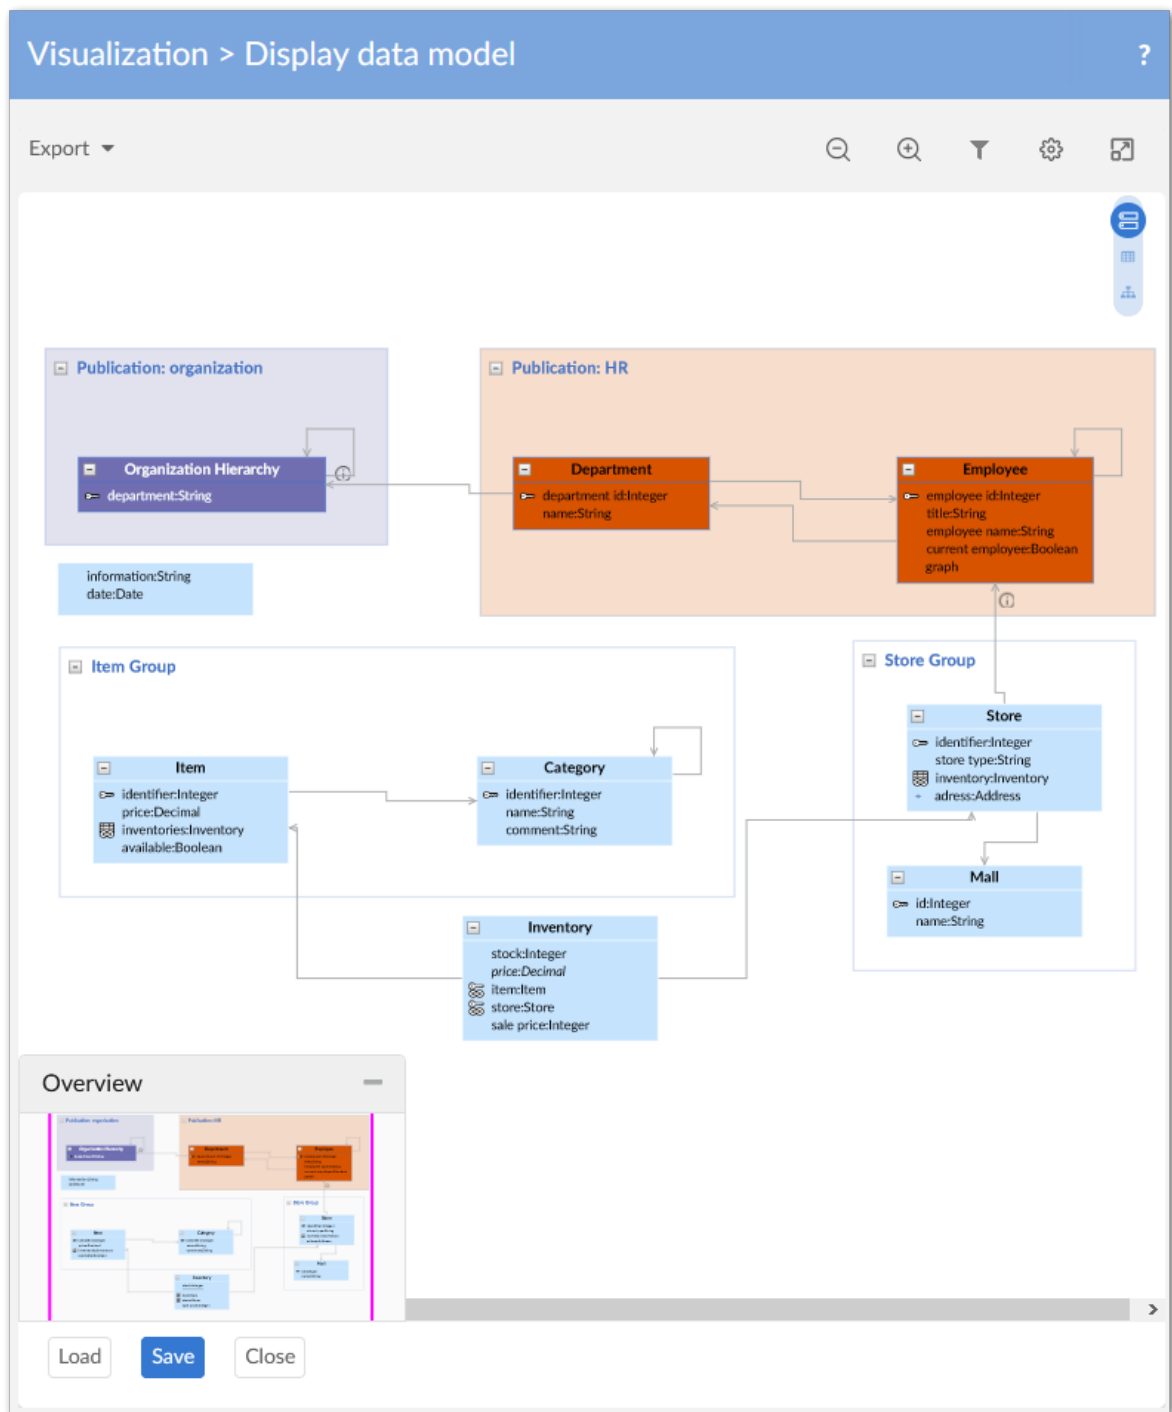 Visualization > Display data model
?
Export
Publication: organization
Organization Hierarchy
department:String
Publication: HR
Department
department id:Integer
name:String
Employee
employee id:Integer
title:String
employee name:String
current employee:Boolean
graph
information:String
date:Date
Item Group
Item
identifier:Integer
price:Decimal
inventories:Inventory
available:Boolean
Category
identifier:Integer
name:String
comment:String
Store Group
Store
identifier:Integer
store type:String
inventory:Inventory
adress:Address
Mall
id:Integer
name:String
Inventory
stock:Integer
price:Decimal
item:Item
store:Store
sale price:Integer
Overview
Load
Save
Close